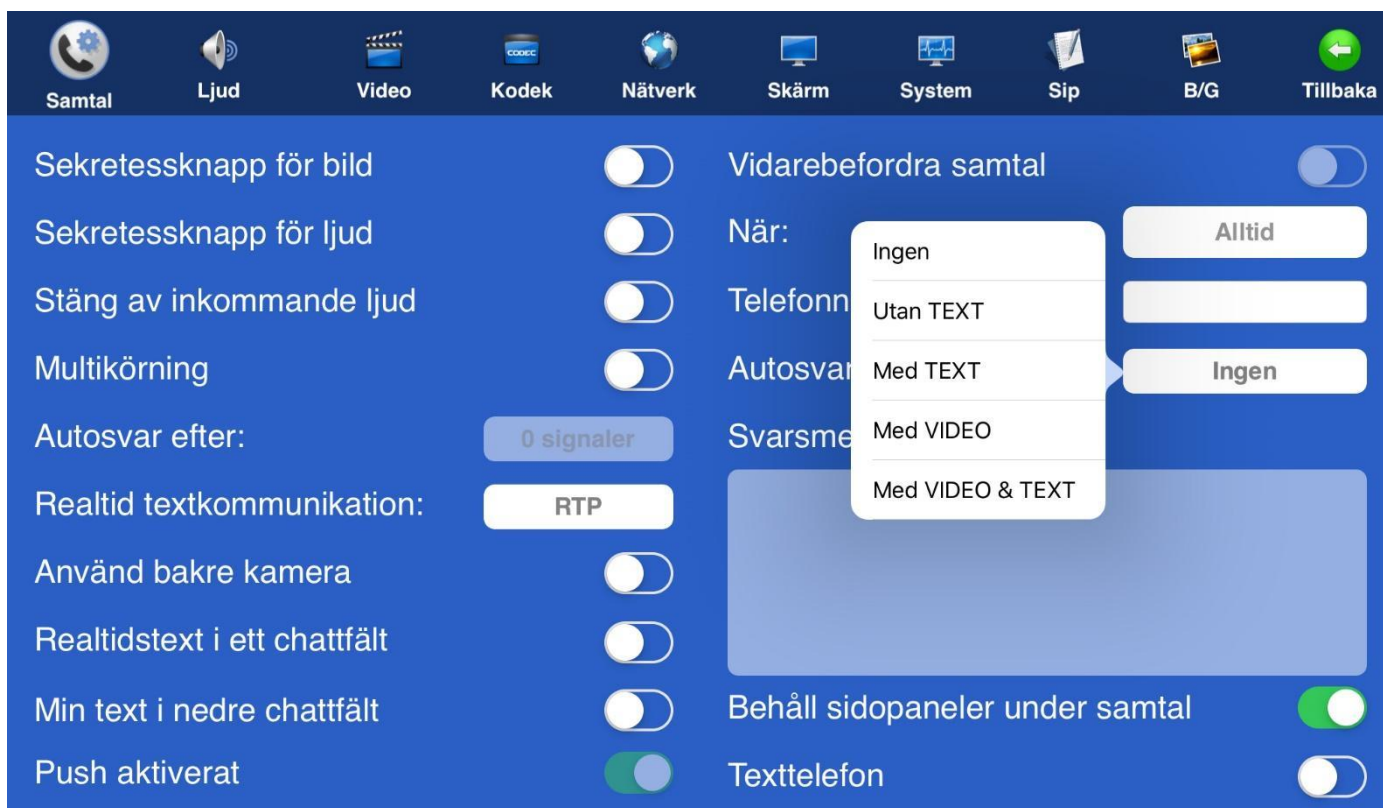 Samtal
Ljud
Video
CODEC
Kodek
Nätverk
Skärm
System
Sip
B/G
Tillbaka
Sekretessknapp för bild
Sekretessknapp för ljud
Stäng av inkommande ljud
Multikörning
Autosvar efter:
0 signaler
Realtid textkommunikation:
RTP
Använd bakre kamera
Realtidstext i ett chattfält
Min text i nedre chattfält
Push aktiverat
Vidarebefordra samtal
När:
Alltid
Telefonn
Autosvar
Ingen
Svarsme
Ingen
Utan TEXT
Med TEXT
Med VIDEO
Med VIDEO & TEXT
Behåll sidopaneler under samtal
Texttelefon